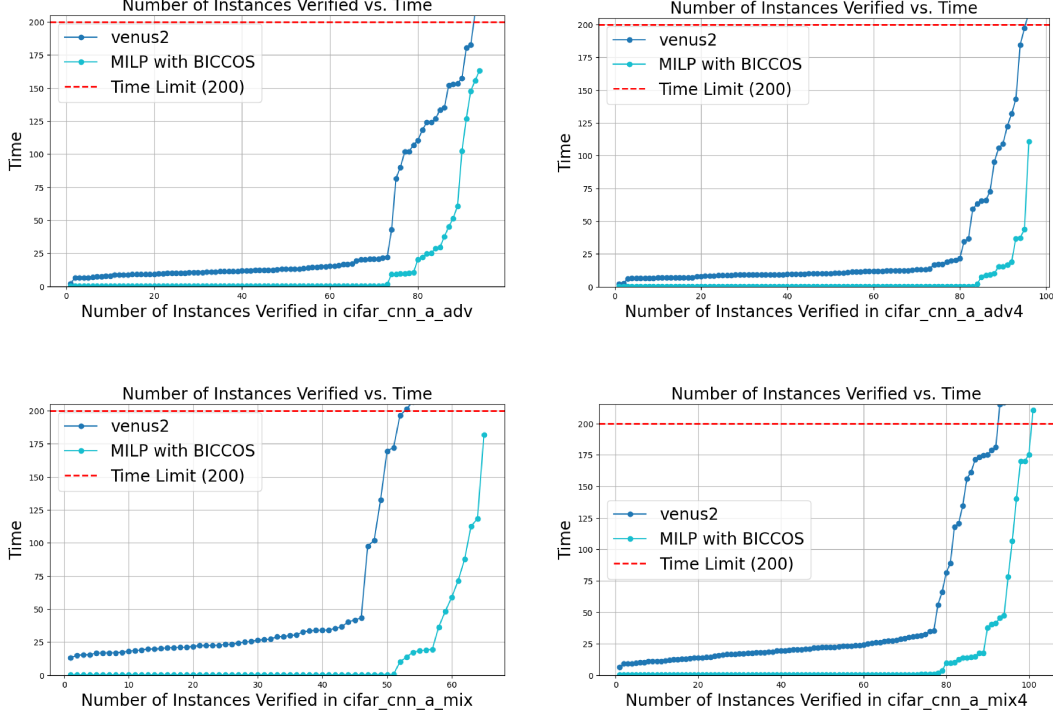 Number of Instances Verified vs. Time
200
175
150
125
100
75
50
25
0
Time
venus2
MILP with BICCOS
Time Limit (200)
0
20
40
60
80
Number of Instances Verified in cifar_cnn_a_adv
Number of Instances Verified vs. Time
200
175
150
125
100
75
50
25
0
Time
venus2
MILP with BICCOS
Time Limit (200)
0
20
40
60
80
100
Number of Instances Verified in cifar_cnn_a_adv4
Number of Instances Verified vs. Time
200
175
150
125
100
75
50
25
0
Time
venus2
MILP with BICCOS
Time Limit (200)
0
10
20
30
40
50
60
Number of Instances Verified in cifar_cnn_a_mix
Number of Instances Verified vs. Time
200
175
150
125
100
75
50
25
0
Time
venus2
MILP with BICCOS
Time Limit (200)
0
20
40
60
80
100
Number of Instances Verified in cifar_cnn_a_mix4